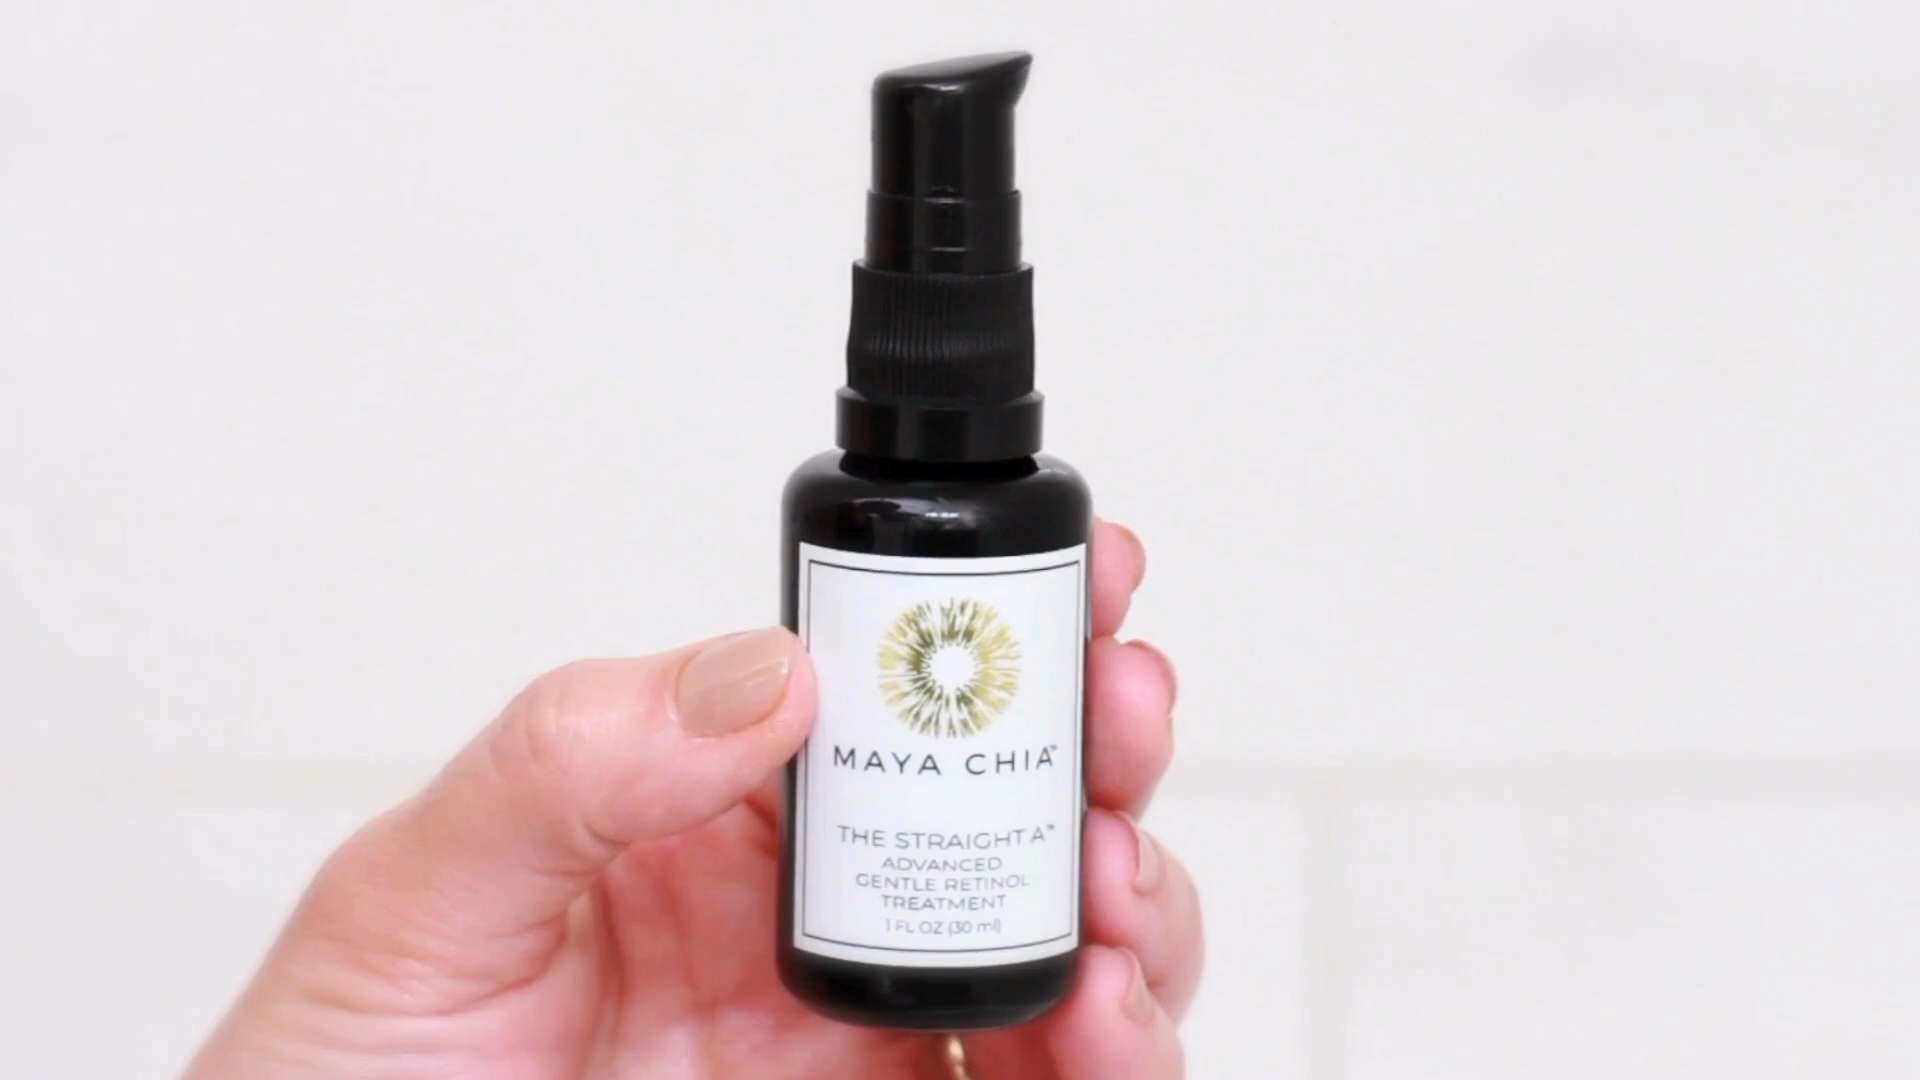 MAYA CHIA™
THE STRAIGHT A™
ADVANCED
GENTLE RETINOL
TREATMENT
1 FL OZ (30 ml)